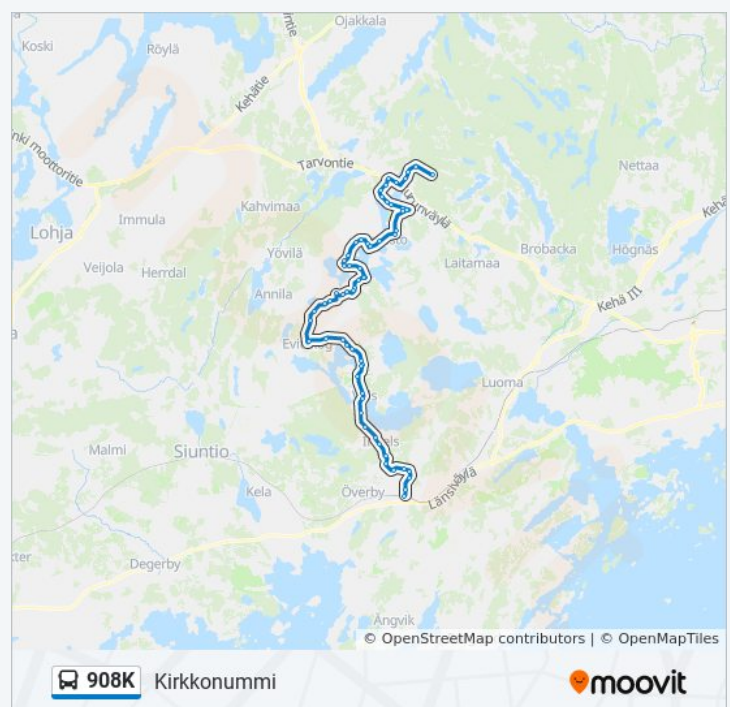 Ojakkala
Koski
Röylä
Kehätie
Tarvontie
Nettaa
Immula
Kahvimaa
Lohja
Yövilä
Brobacka
Högnäs
Veijola
Herrdal
Laitamaa
Annila
Kehä III
Luoma
Malmi
Siuntio
Kela
Överby
Länsiväylä
Degerby
Ängvik
© OpenStreetMap contributors | © OpenMapTiles
908K Kirkkonummi
moovit